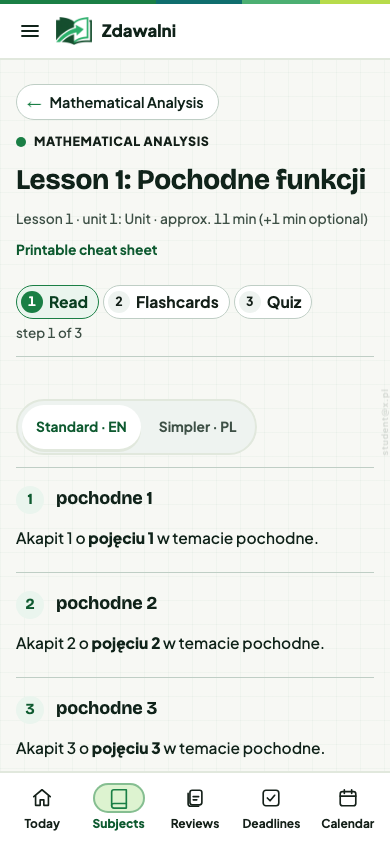 Zdawalni
← Mathematical Analysis
MATHEMATICAL ANALYSIS
Lesson 1: Pochodne funkcji
Lesson 1 · unit 1: Unit · approx. 11 min (+1 min optional)
Printable cheat sheet
1 Read 2 Flashcards 3 Quiz
step 1 of 3
student@x.pl
Standard · EN Simpler · PL
1 pochodne 1
Akapit 1 o pojęciu 1 w temacie pochodne.
2 pochodne 2
Akapit 2 o pojęciu 2 w temacie pochodne.
3 pochodne 3
Akapit 3 o pojęciu 3 w temacie pochodne.
Today Subjects Reviews Deadlines Calendar